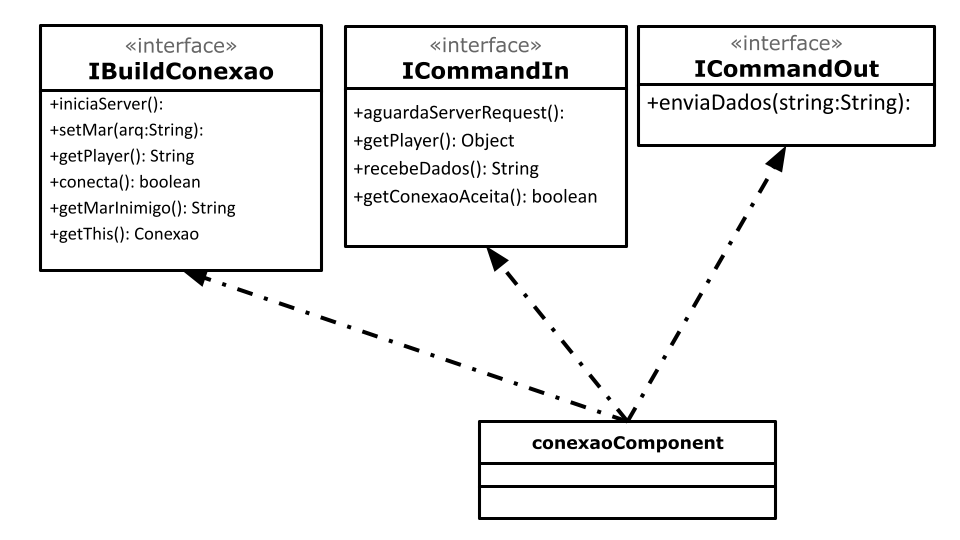 «interface»
IBuildConexao
+iniciaServer():
+setMar(arq:String):
+getPlayer(): String
+conecta(): boolean
+getMarInimigo(): String
+getThis(): Conexao
«interface»
ICommandIn
+aguardaServerRequest():
+getPlayer(): Object
+recebeDados(): String
+getConexaoAceita(): boolean
«interface»
ICommandOut
+enviaDados(string:String):
conexaoComponent